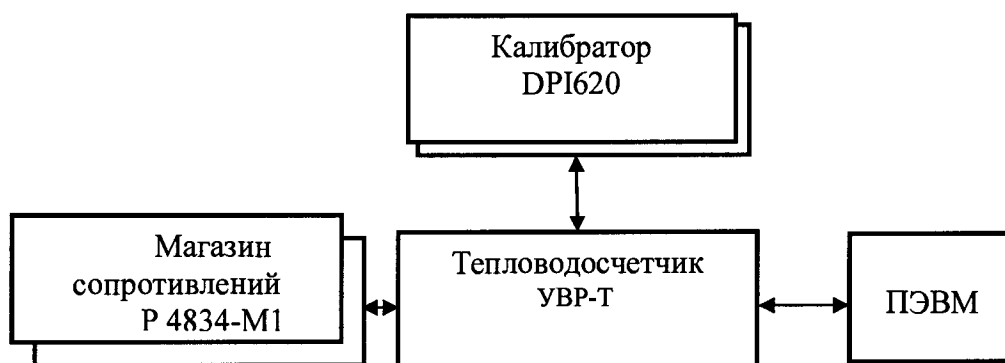 Калибратор
DPI620
Магазин
сопротивлений
Р 4834-М1
Тепловодосчетчик
УВР-Т
ПЭВМ